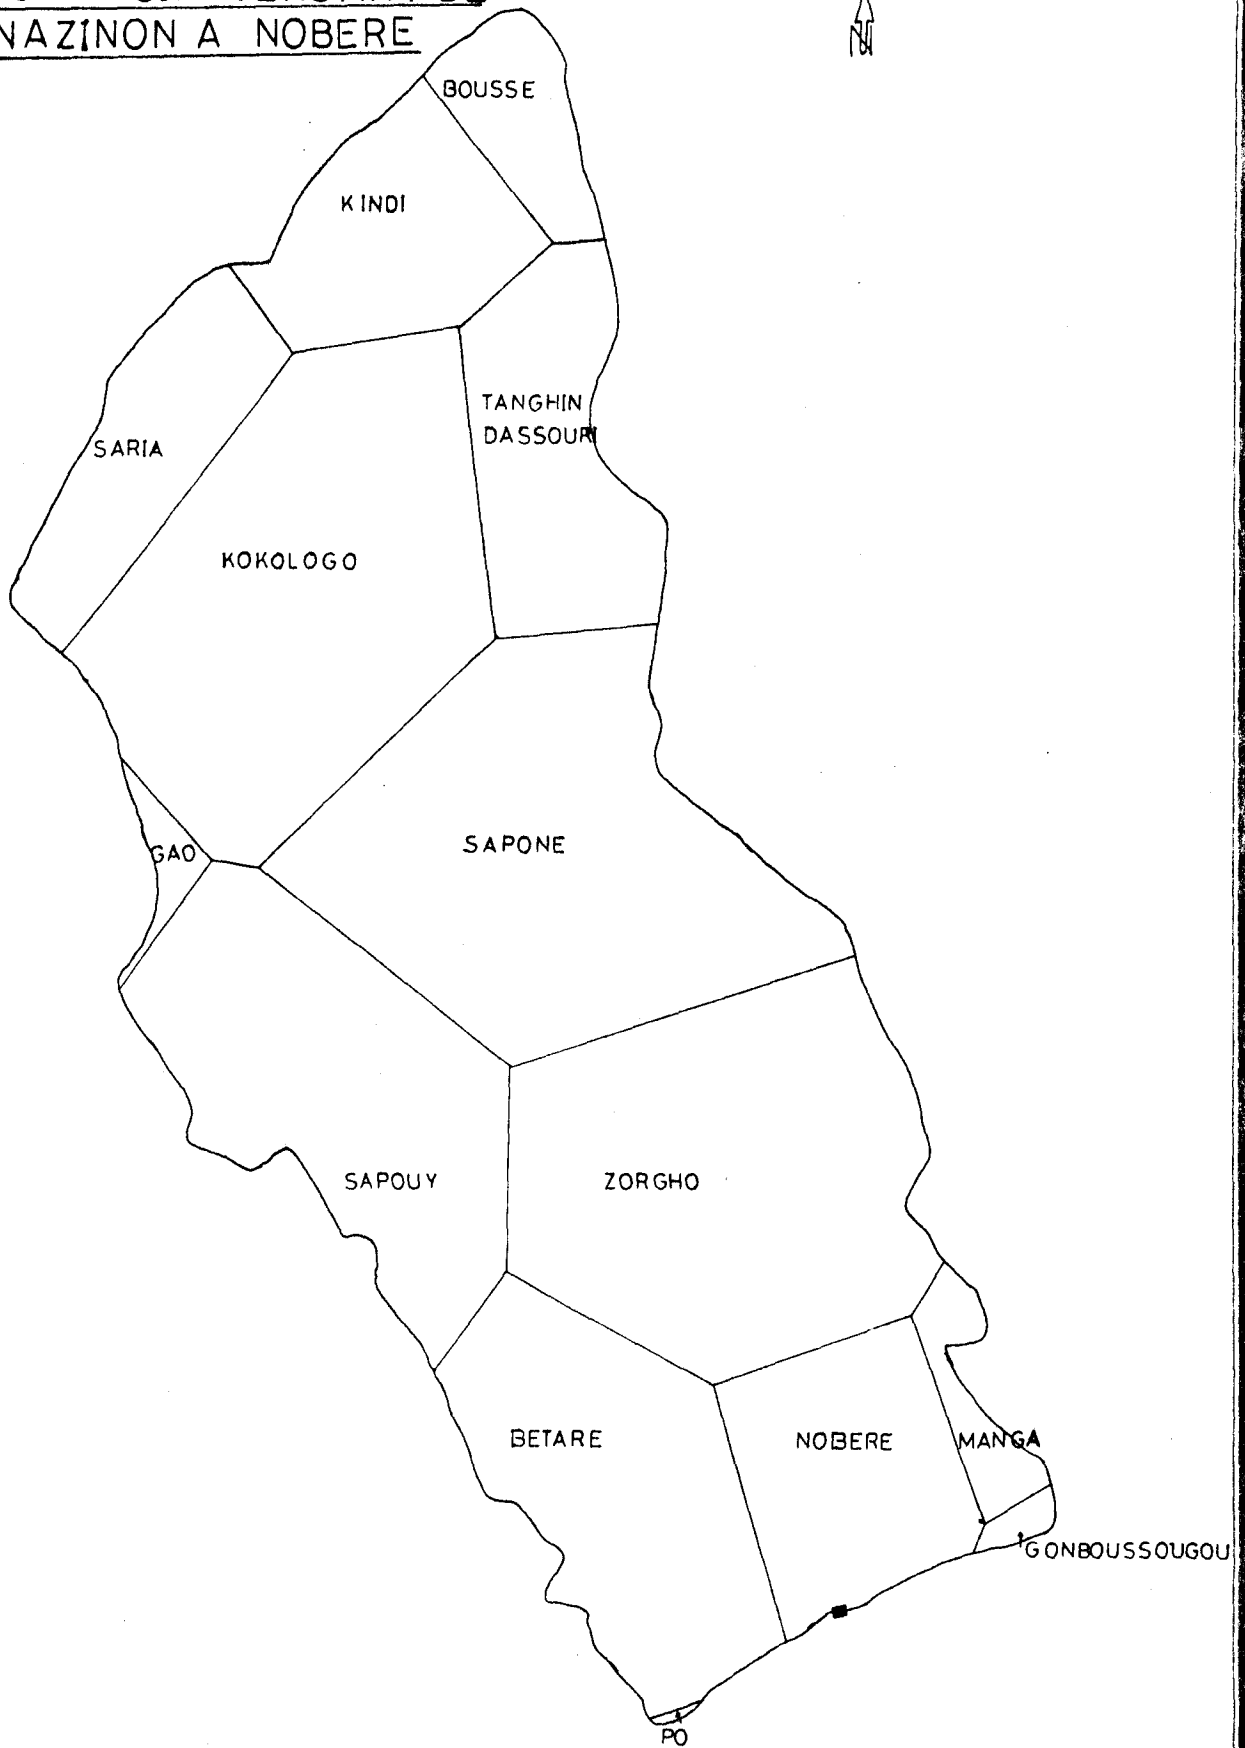 NAZINON A NOBERE
N
BOUSSE
KINDI
TANGHIN
DASSOURI
SARIA
KOKOLOGO
SAPONE
GAO
SAPOUY
ZORGHO
BETARE
NOBERE
MANGA
GONBOUSSOUGOU
PO